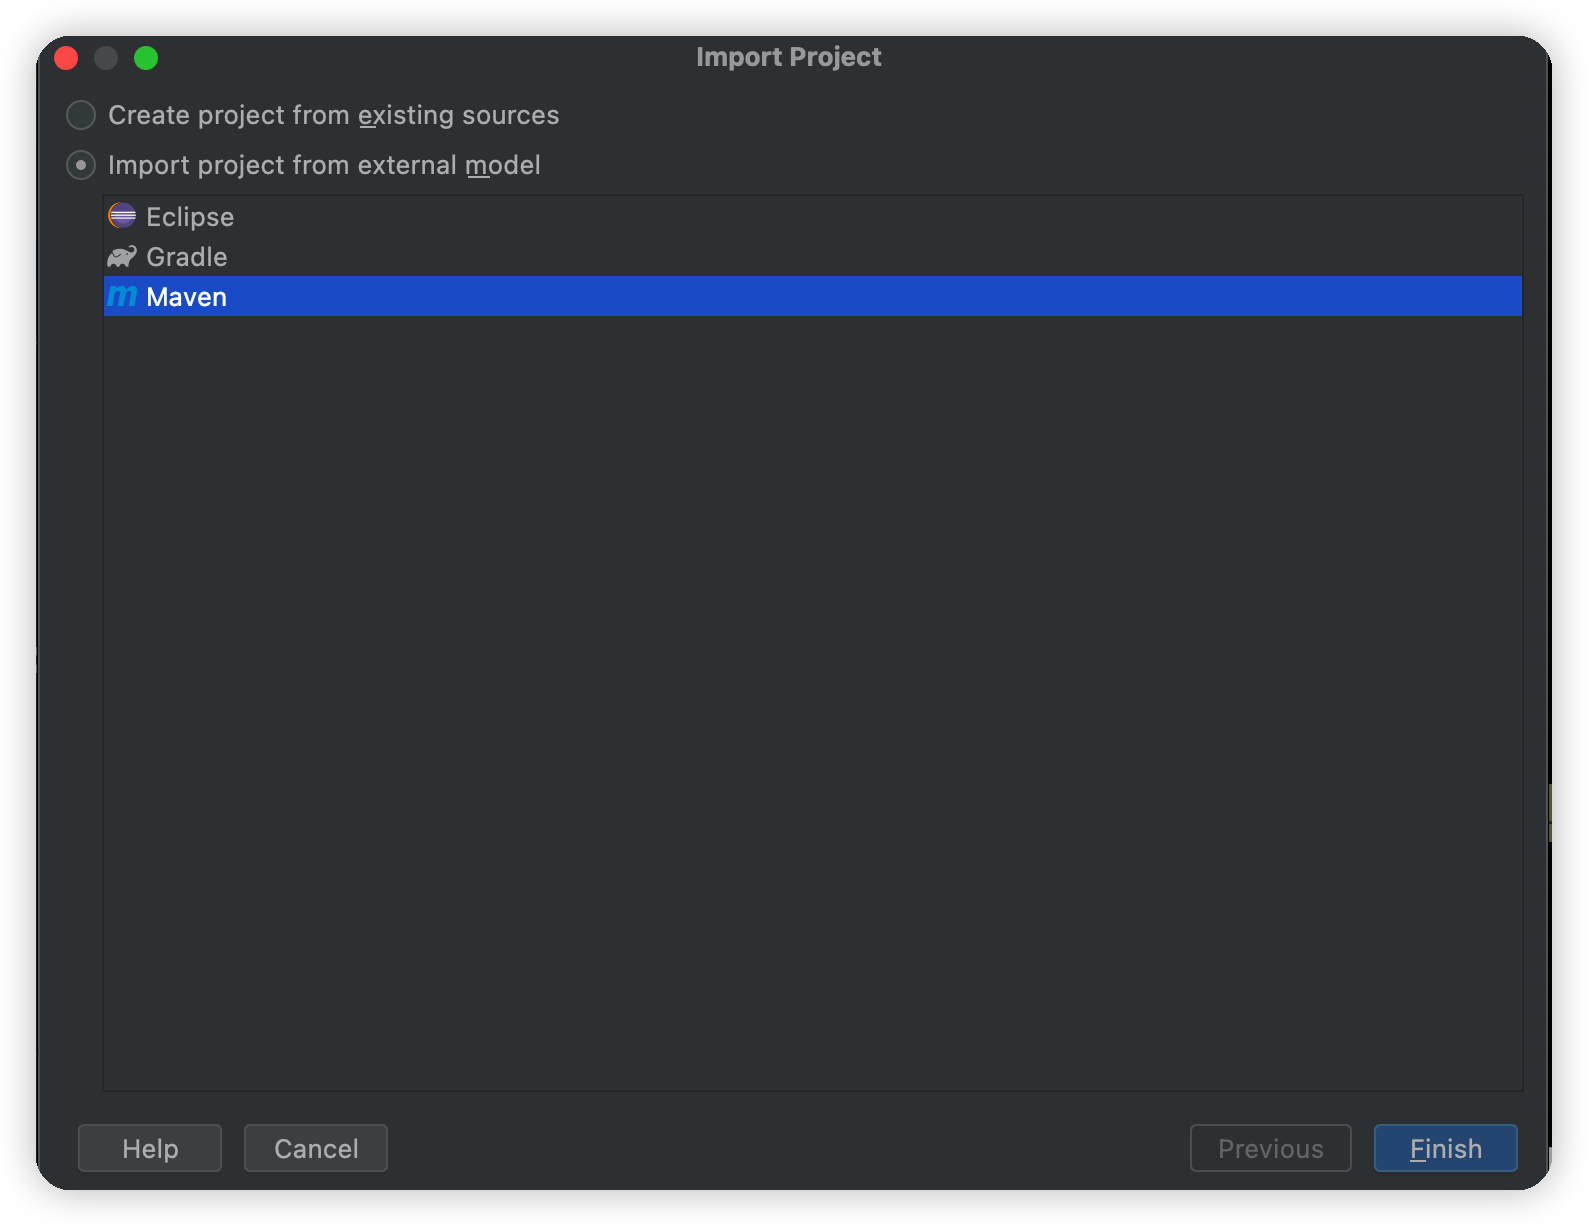 Import Project
Create project from existing sources
Import project from external model
Eclipse
Gradle
m Maven
Help Cancel Previous Finish